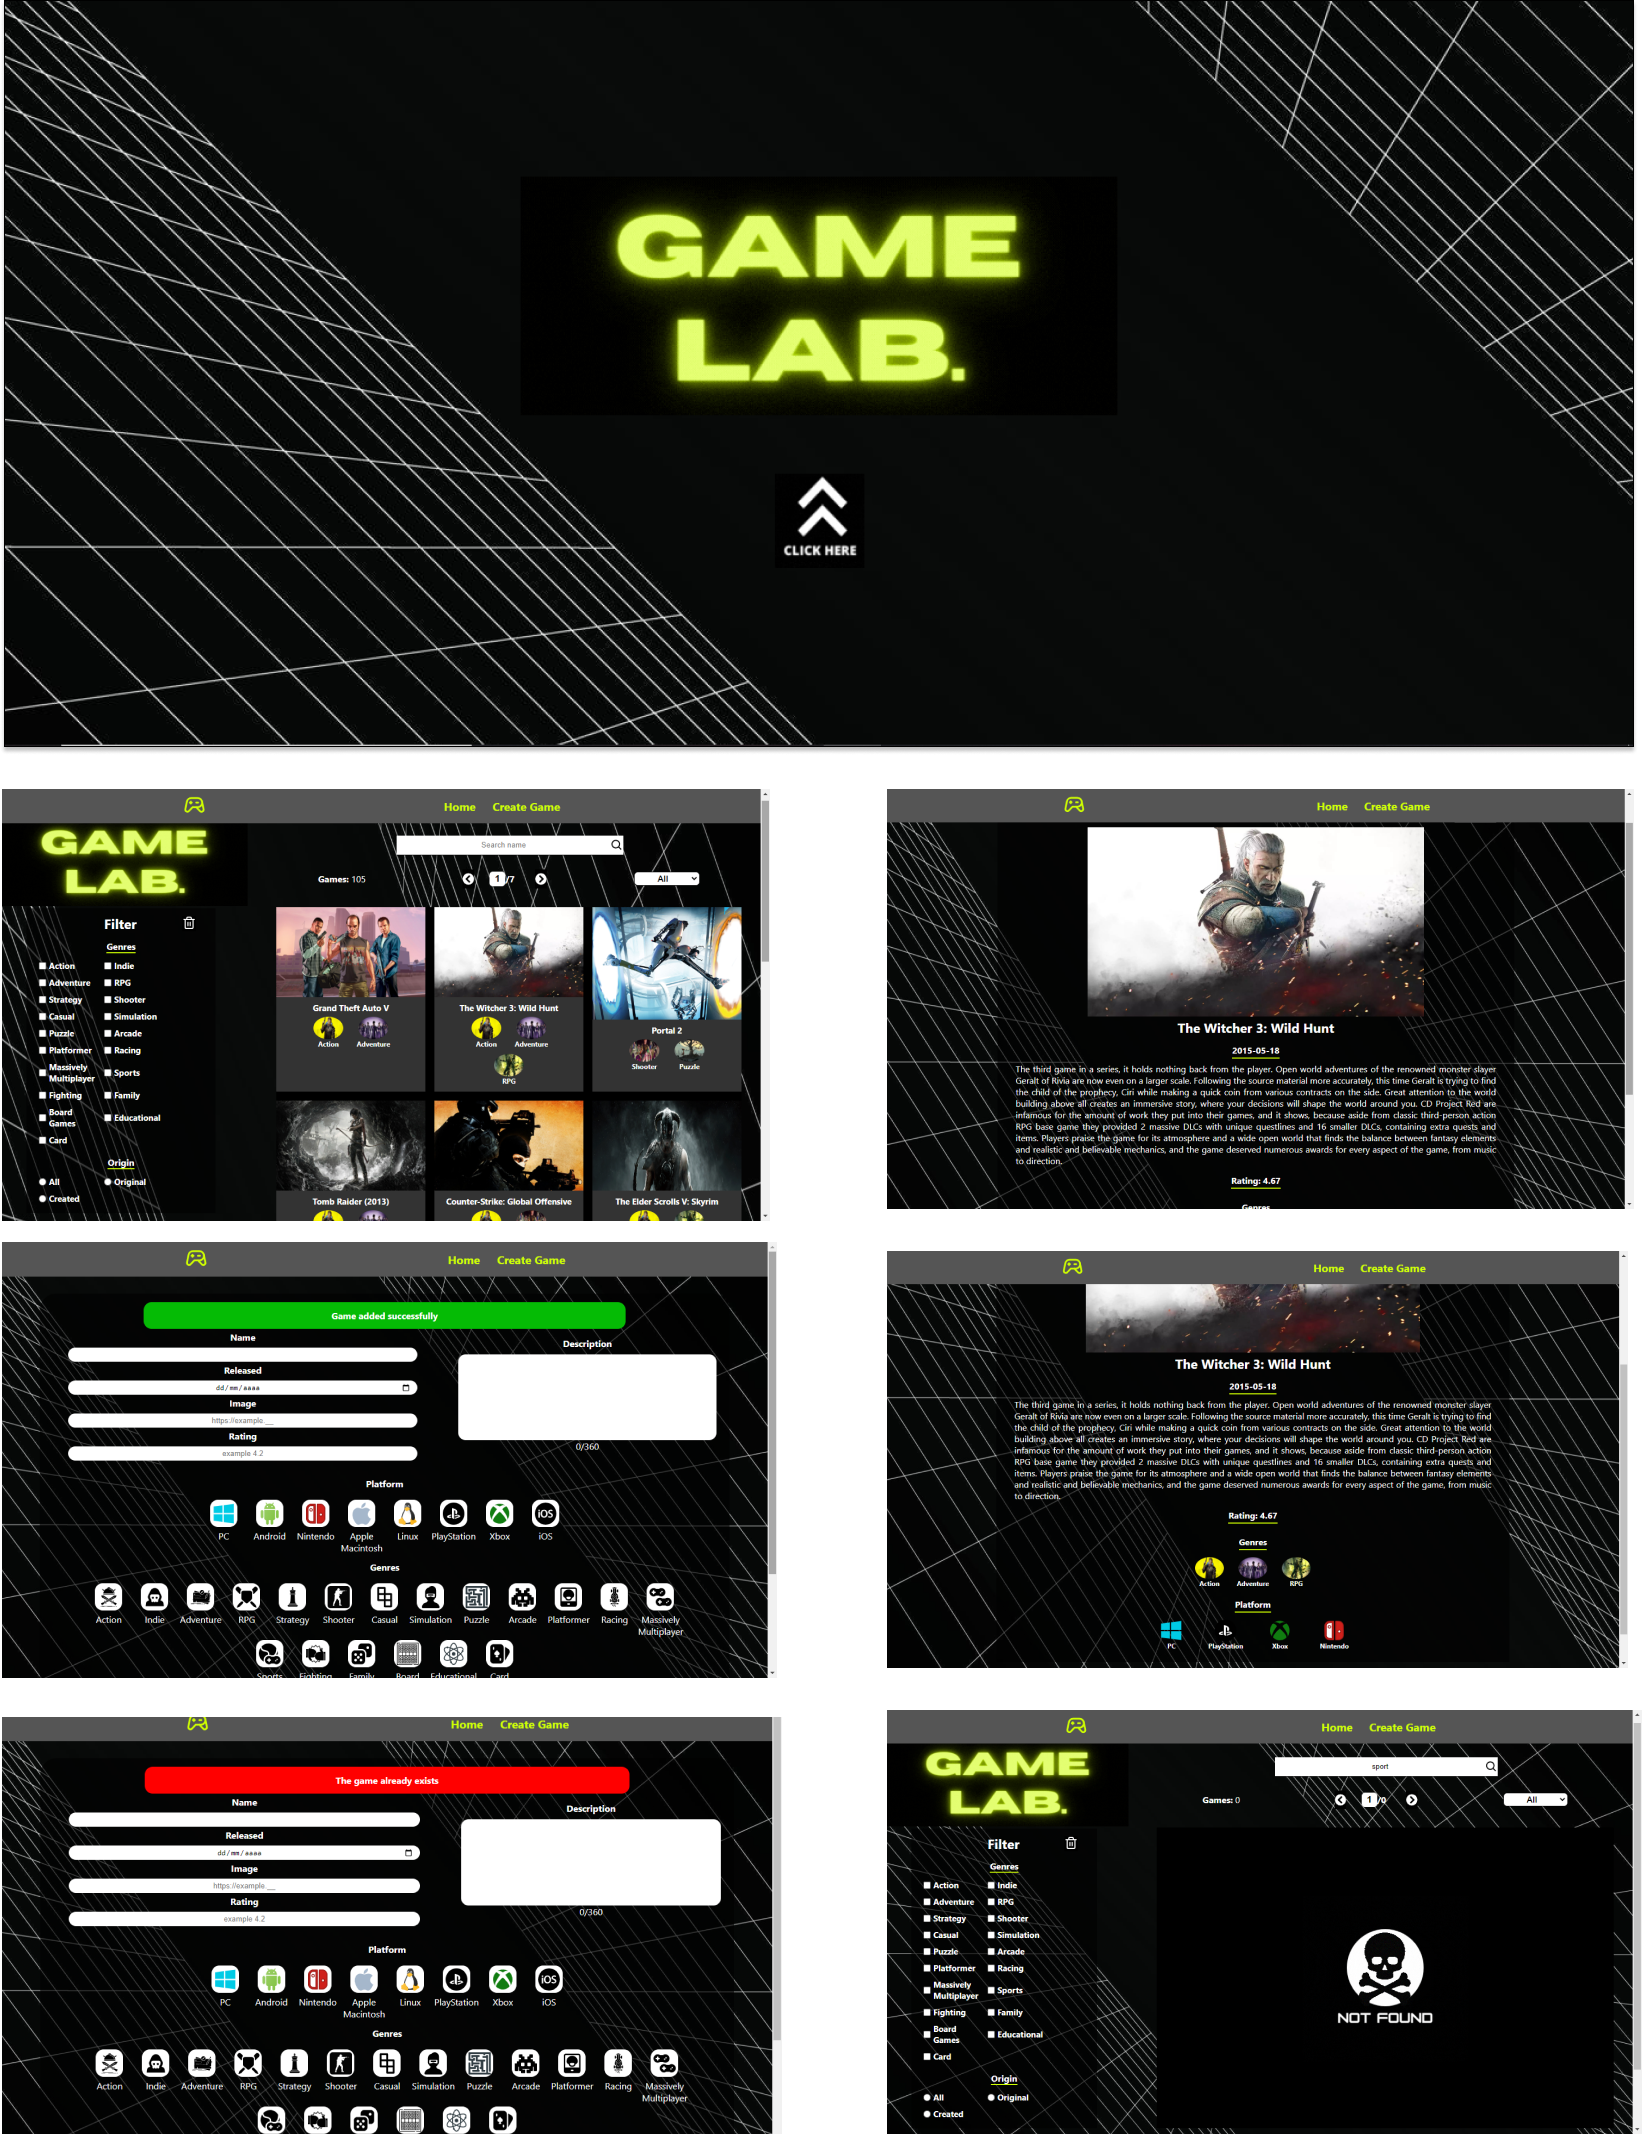 GAME
LAB.
CLICK HERE
Home Create Game
GAME
LAB.
Search name
Games: 105
1 /7
All
Filter
Genres
Action Indie
Adventure RPG
Strategy Shooter
Casual Simulation
Puzzle Arcade
Platformer Racing
Massively
Multiplayer Sports
Fighting Family
Board
Games Educational
Card
Origin
All Original
Created
Grand Theft Auto V
Action Adventure
The Witcher 3: Wild Hunt
Action Adventure
RPG
Portal 2
Shooter Puzzle
Tomb Raider (2013)
Counter-Strike: Global Offensive
The Elder Scrolls V: Skyrim
Home Create Game
The Witcher 3: Wild Hunt
2015-05-18
The third game in a series, it holds nothing back from the player. Open world adventures of the renowned monster slayer
Geralt of Rivia are now even on a larger scale. Following the source material more accurately, this time Geralt is trying to find
the child of the prophecy, Ciri while making a quick coin from various contracts on the side. Great attention to the world
building above all creates an immersive story, where your decisions will shape the world around you. CD Project Red are
infamous for the amount of work they put into their games, and it shows, because aside from classic third-person action
RPG base game they provided 2 massive DLCs with unique questlines and 16 smaller DLCs, containing extra quests and
items. Players praise the game for its atmosphere and a wide open world that finds the balance between fantasy elements
and realistic and believable mechanics, and the game deserved numerous awards for every aspect of the game, from music
to direction.
Rating: 4.67
Genres
Home Create Game
Game added successfully
Name
Released
dd/mm/aaaa
Image
https://example.__
Rating
example 4.2
Description
0/360
Platform
PC Android Nintendo Apple
Macintosh Linux PlayStation Xbox iOS
iOS
Genres
Action Indie Adventure RPG Strategy Shooter Casual Simulation Puzzle Arcade Platformer Racing Massively
Multiplayer
Sports Fighting Family Board Educational Card
Home Create Game
The Witcher 3: Wild Hunt
2015-05-18
The third game in a series, it holds nothing back from the player. Open world adventures of the renowned monster slayer
Geralt of Rivia are now even on a larger scale. Following the source material more accurately, this time Geralt is trying to find
the child of the prophecy, Ciri while making a quick coin from various contracts on the side. Great attention to the world
building above all creates an immersive story, where your decisions will shape the world around you. CD Project Red are
infamous for the amount of work they put into their games, and it shows, because aside from classic third-person action
RPG base game they provided 2 massive DLCs with unique questlines and 16 smaller DLCs, containing extra quests and
items. Players praise the game for its atmosphere and a wide open world that finds the balance between fantasy elements
and realistic and believable mechanics, and the game deserved numerous awards for every aspect of the game, from music
to direction.
Rating: 4.67
Genres
Action Adventure RPG
Platform
PC PlayStation Xbox Nintendo
Home Create Game
The game already exists
Name
Released
dd/mm/aaaa
Image
https://example.__
Rating
example 4.2
Description
0/360
Platform
PC Android Nintendo Apple
Macintosh Linux PlayStation Xbox iOS
iOS
Genres
Action Indie Adventure RPG Strategy Shooter Casual Simulation Puzzle Arcade Platformer Racing Massively
Multiplayer
Home Create Game
GAME
LAB.
sport
Games: 0
1 /0
All
Filter
Genres
Action Indie
Adventure RPG
Strategy Shooter
Casual Simulation
Puzzle Arcade
Platformer Racing
Massively
Multiplayer Sports
Fighting Family
Board
Games Educational
Card
Origin
All Original
Created
NOT FOUND